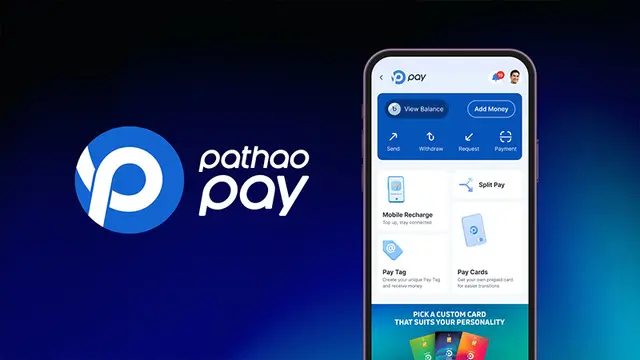 pathao
pay
pay
View Balance
Add Money
Send
Withdraw
Request
Payment
Mobile Recharge
Top up, stay connected
Split Pay
Pay Tag
Create your unique Pay Tag
and receive money
Pay Cards
Get your own prepaid card
for easier transitions
PICK A CUSTOM CARD
THAT SUITS YOUR PERSONALITY